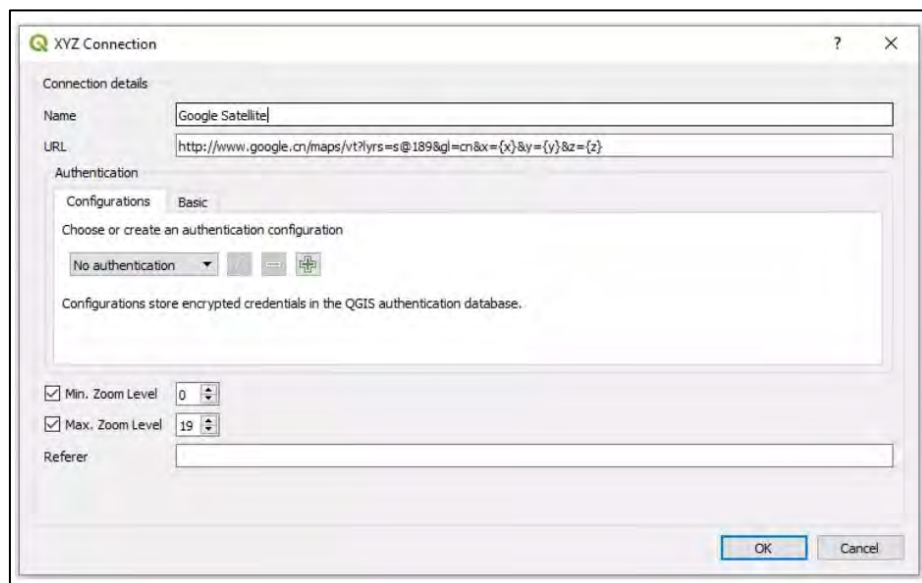 XYZ Connection ? X
Connection details
Name Google Satellite
URL http://www.google.cn/maps/vt?lyrs=s@189&gl=cn&x={x}&y={y}&z={z}
Authentication
Configurations Basic
Choose or create an authentication configuration
No authentication
Configurations store encrypted credentials in the QGIS authentication database.
Min. Zoom Level 0
Max. Zoom Level 19
Referer
OK Cancel